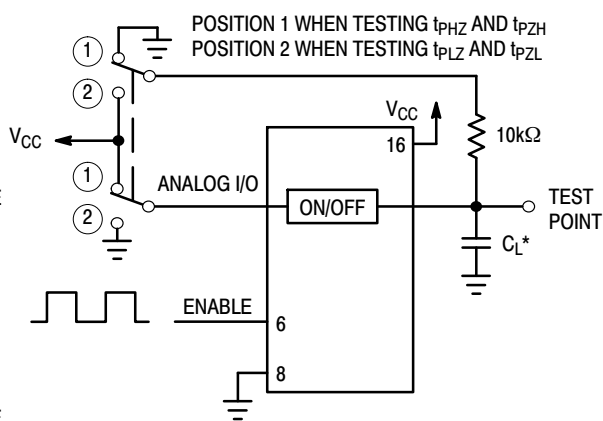 POSITION 1 WHEN TESTING tPHZ AND tPZH
POSITION 2 WHEN TESTING tPLZ AND tPZL
1
2
VCC
VCC
16
10kΩ
1
ANALOG I/O
ON/OFF
TEST
POINT
2
CL*
ENABLE
6
8